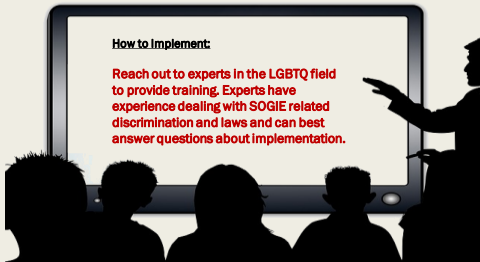 How to Implement:
Reach out to experts in the LGBTQ field
to provide training. Experts have
experience dealing with SOGIE related
discrimination and laws and can best
answer questions about implementation.